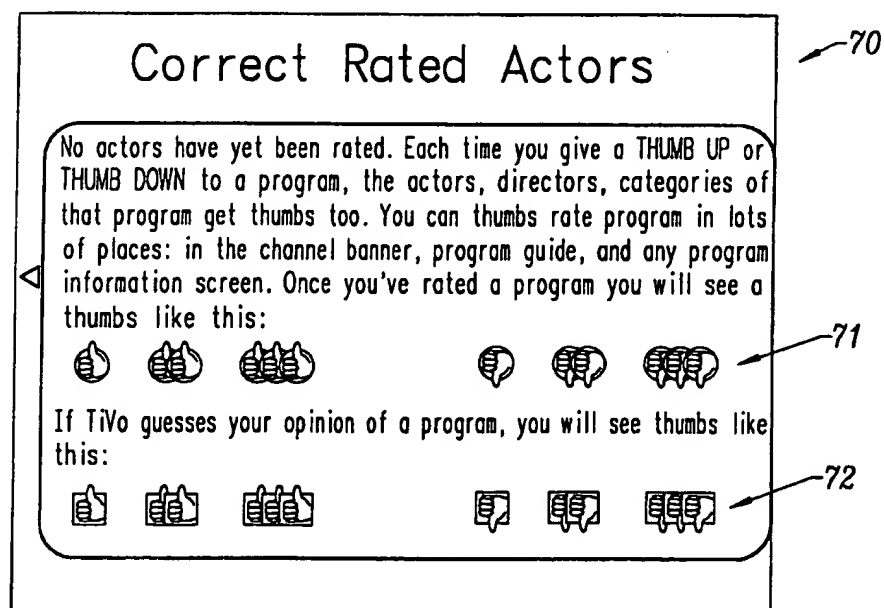 Correct Rated Actors
70
No actors have yet been rated. Each time you give a THUMB UP or
THUMB DOWN to a program, the actors, directors, categories of
that program get thumbs too. You can thumbs rate program in lots
of places: in the channel banner, program guide, and any program
information screen. Once you've rated a program you will see a
thumbs like this:
71
If TiVo guesses your opinion of a program, you will see thumbs like
this:
72